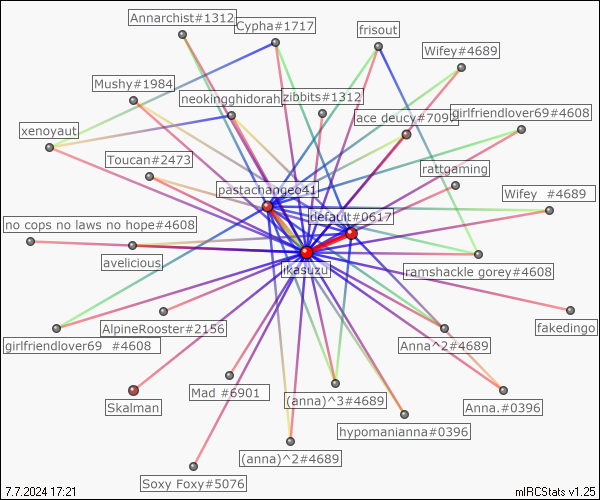 Annarchist#1312
Cypha#1717
frisout
Wifey#4689
Mushy#1984
neokingghidorah
zibbits#1312
ace deucy#7092
girlfriendlover69#4608
xenoyaut
Toucan#2473
rattgaming
pastachangeo41
Wifey #4689
default#0617
no cops no laws no hope#4608
avelicious
ikasuzu
ramshackle gorey#4608
AlpineRooster#2156
fakedingo
girlfriendlover69 #4608
Anna^2#4689
Mad #6901
(anna)^3#4689
Skalman
Anna.#0396
hypomanianna#0396
(anna)^2#4689
Soxy Foxy#5076
7.7.2024 17:21
mIRCStats v1.25